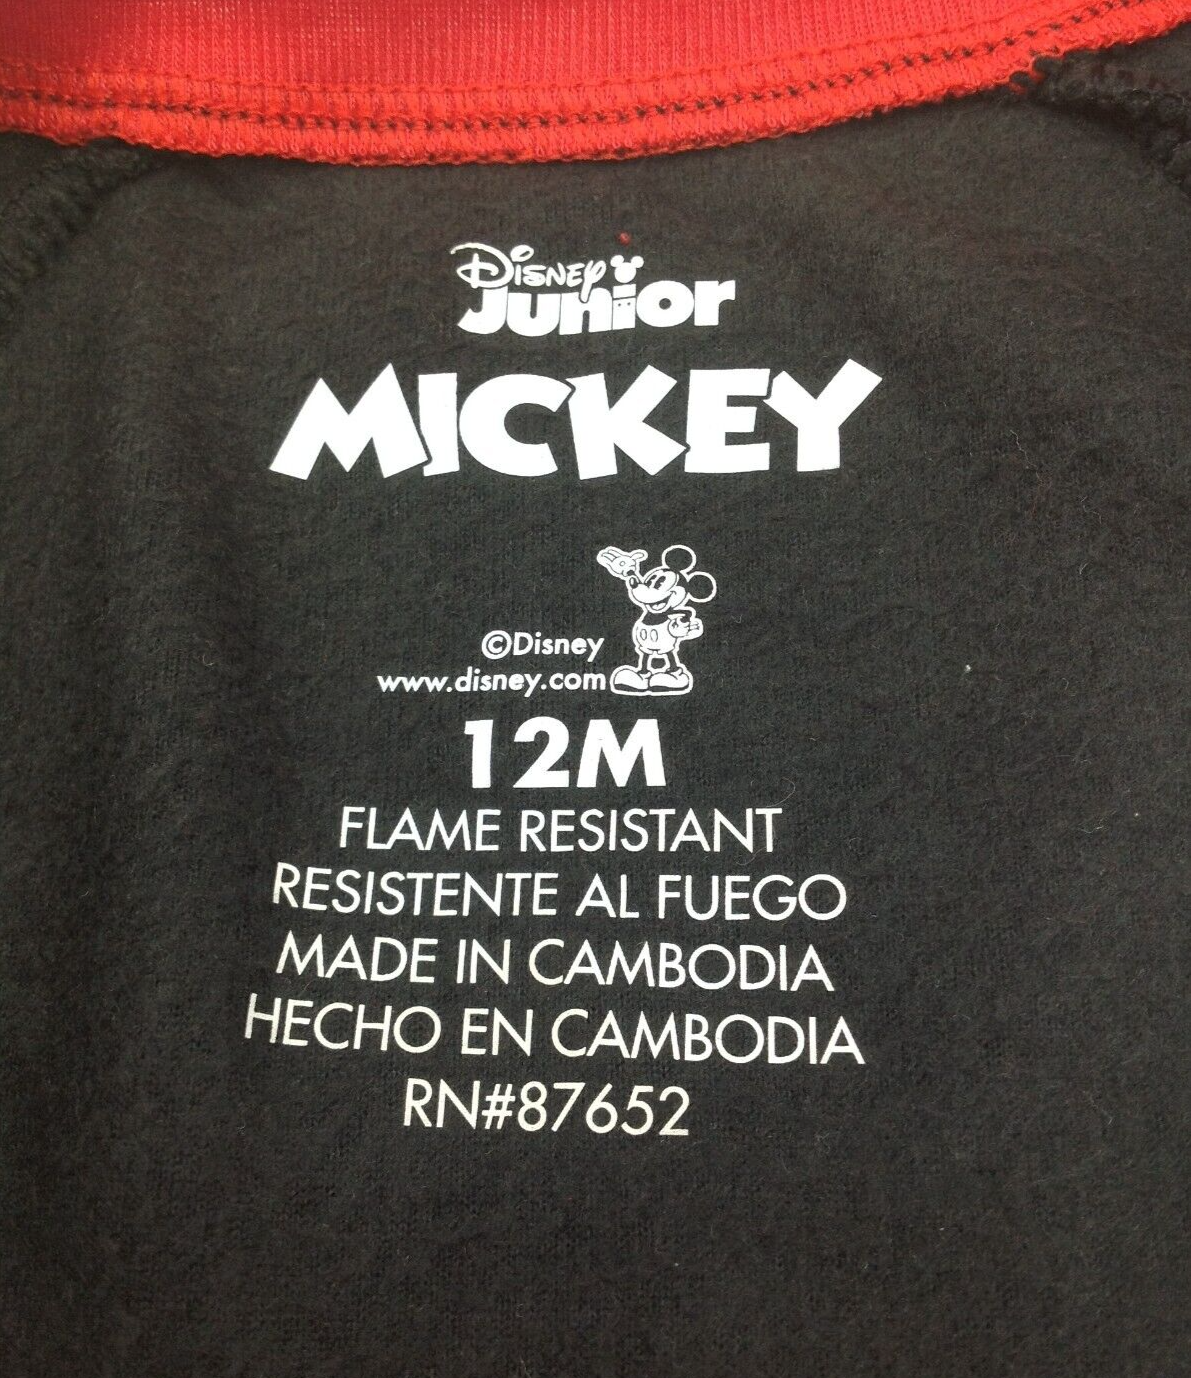 Disney
Junior
MICKEY
©Disney
www.disney.com
12M
FLAME RESISTANT
RESISTENTE AL FUEGO
MADE IN CAMBODIA
HECHO EN CAMBODIA
RN#87652